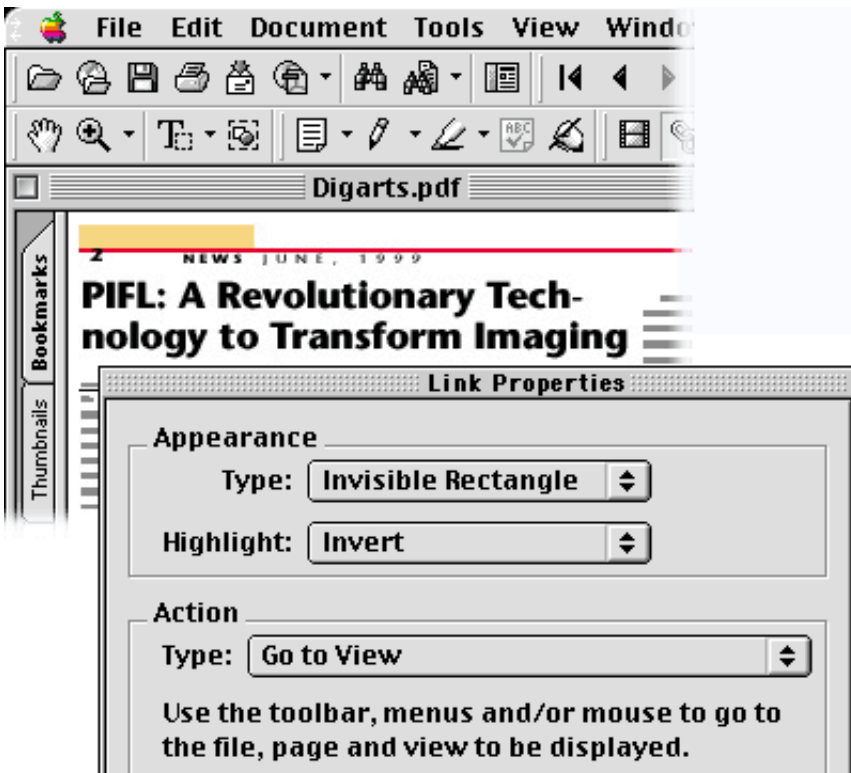 File Edit Document Tools View Windo
ABC
Digarts.pdf
Bookmarks
Thumbnails
2 NEWS JUNE, 1999
PIFL: A Revolutionary Tech-
nology to Transform Imaging
Link Properties
Appearance
Type: Invisible Rectangle
Highlight: Invert
Action
Type: Go to View
Use the toolbar, menus and/or mouse to go to
the file, page and view to be displayed.